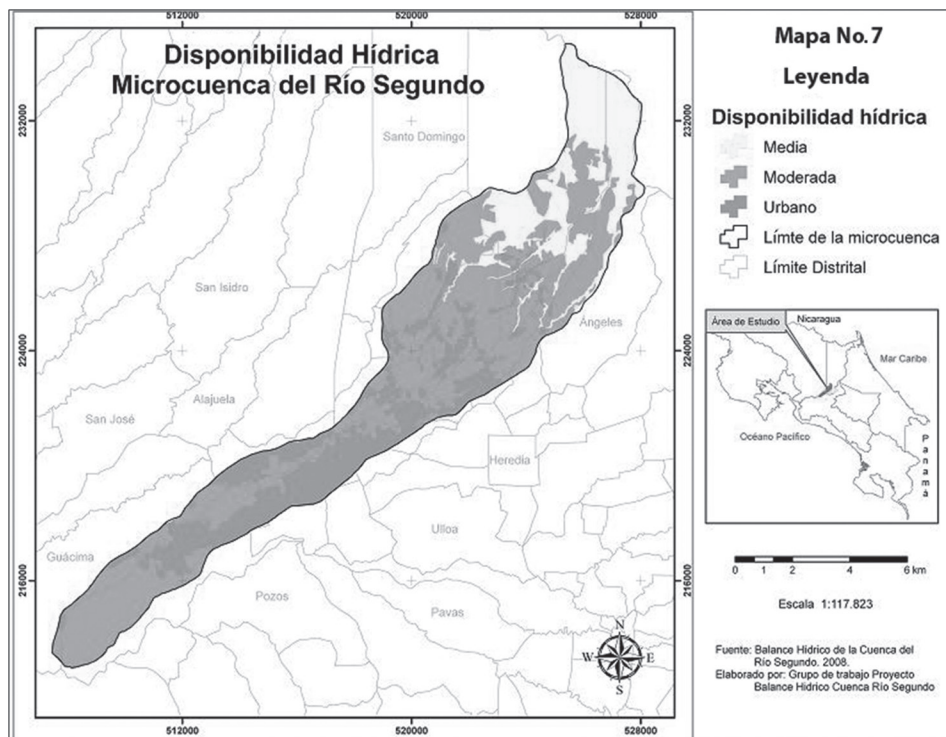 512000
520000
528000
Disponibilidad Hídrica
Microcuenca del Río Segundo
232000
232000
224000
224000
216000
216000
Santo Domingo
San Isidro
Ángeles
San José
Alajuela
Heredia
Ulloa
Guácima
Pozos
Pavas
N
W
E
S
512000
520000
528000
Mapa No.7
Leyenda
Disponibilidad hídrica
Media
Moderada
Urbano
Límte de la microcuenca
Límite Distrital
Área de Estudio
Nicaragua
Mar Caribe
Océano Pacifico
Panamá
0 1 2 4 6 km
Escala 1:117.823
Fuente: Balance Hídrico de la Cuenca del
Río Segundo. 2008.
Elaborado por: Grupo de trabajo Proyecto
Balance Hidrico Cuenca Río Segundo